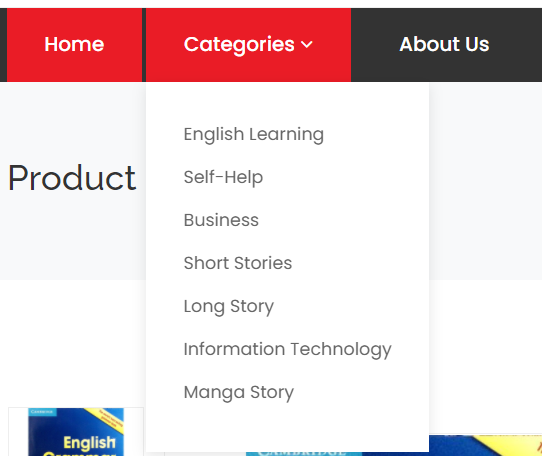 Home
Categories
About Us
English Learning
Self-Help
Product
Business
Short Stories
Long Story
Information Technology
Manga Story
English